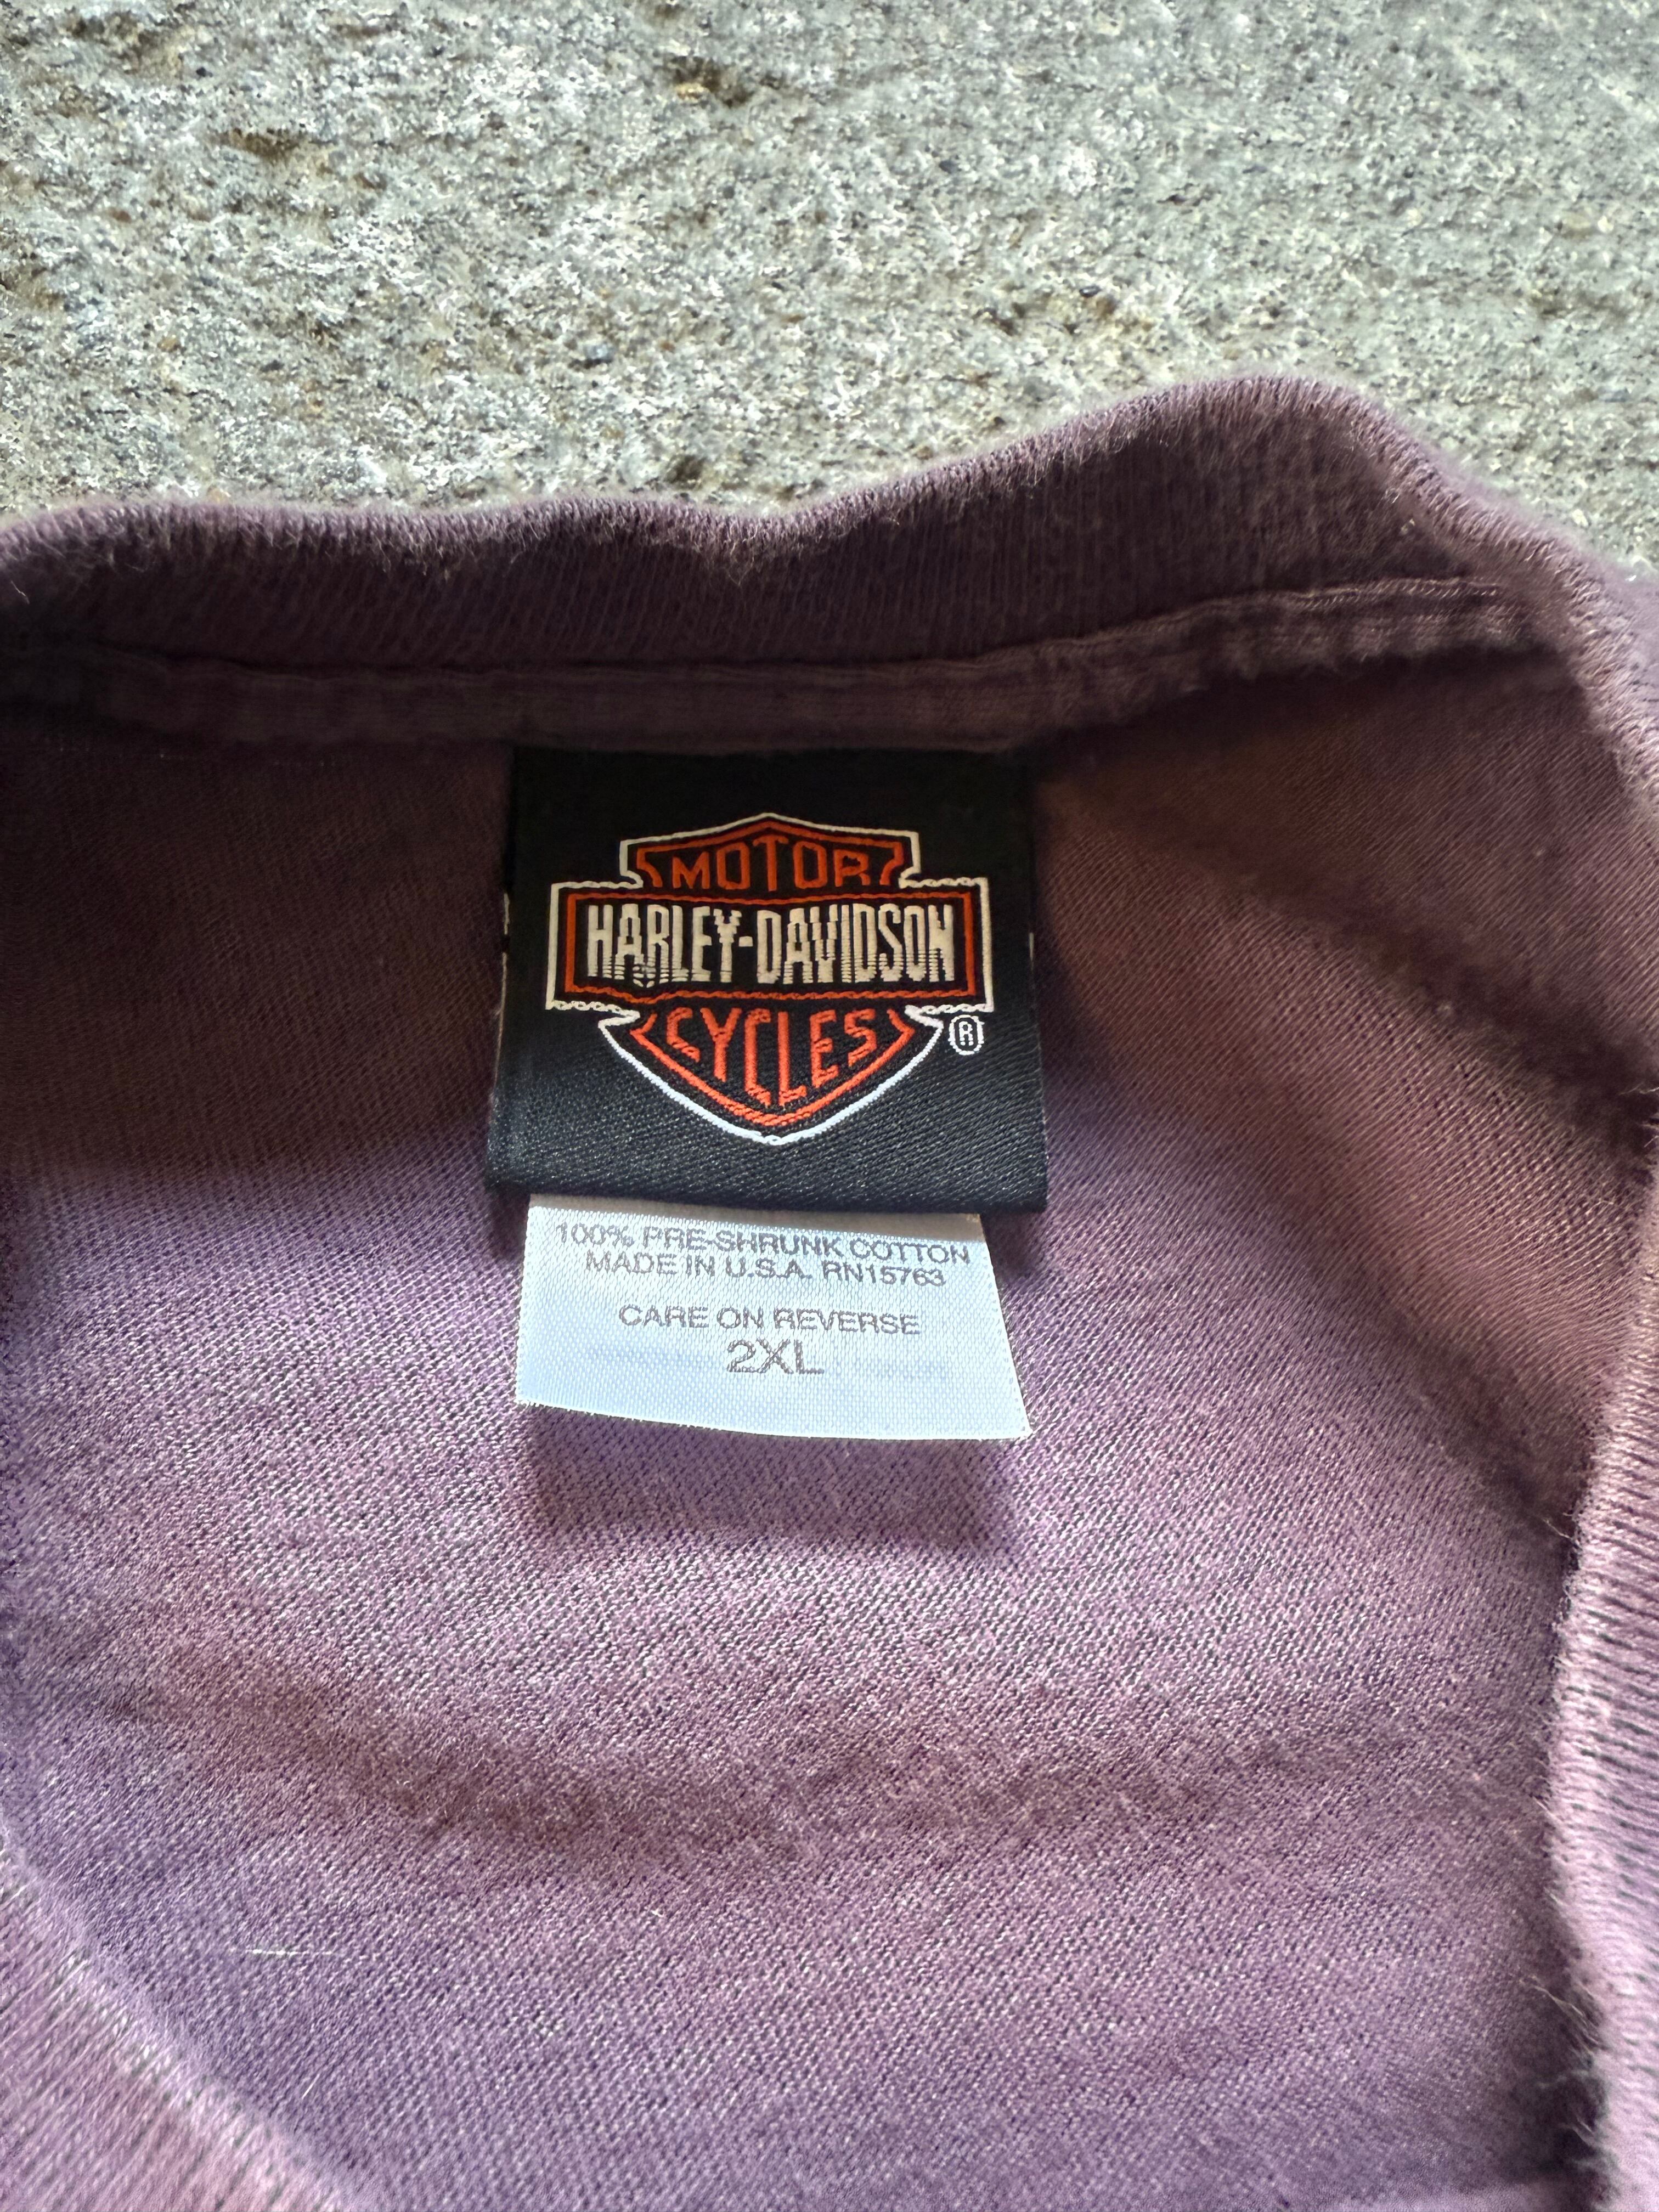 MOTOR
HARLEY-DAVIDSON
CYCLES
®
100% PRE-SHRUNK COTTON
MADE IN U.S.A. RN15763
CARE ON REVERSE
2XL